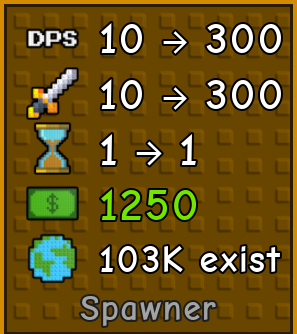 DPS 10 → 300
10 → 300
1 → 1
$ 1250
103K exist
Spawner